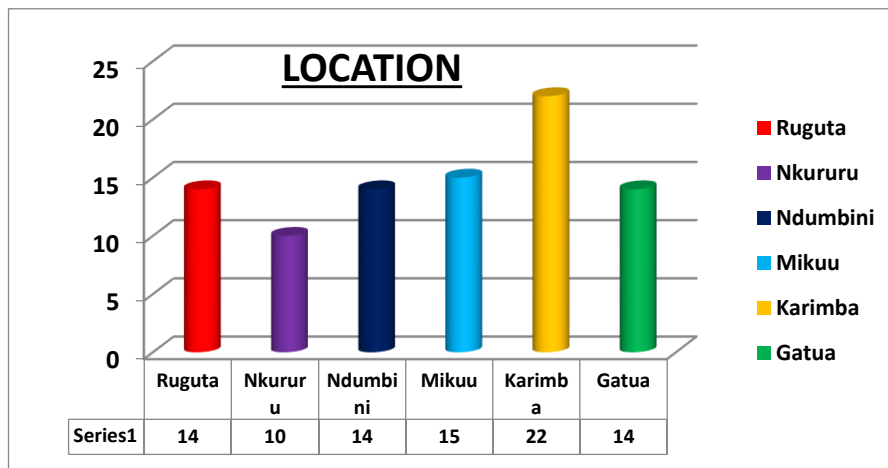 LOCATION
25
20
15
10
5
0
Ruguta
Nkururu
Ndumbini
Mikuu
Karimba
Gatua
Ruguta Nkurur Ndumbi Mikuu Karimb Gatua
u ni a
Series1 14 10 14 15 22 14